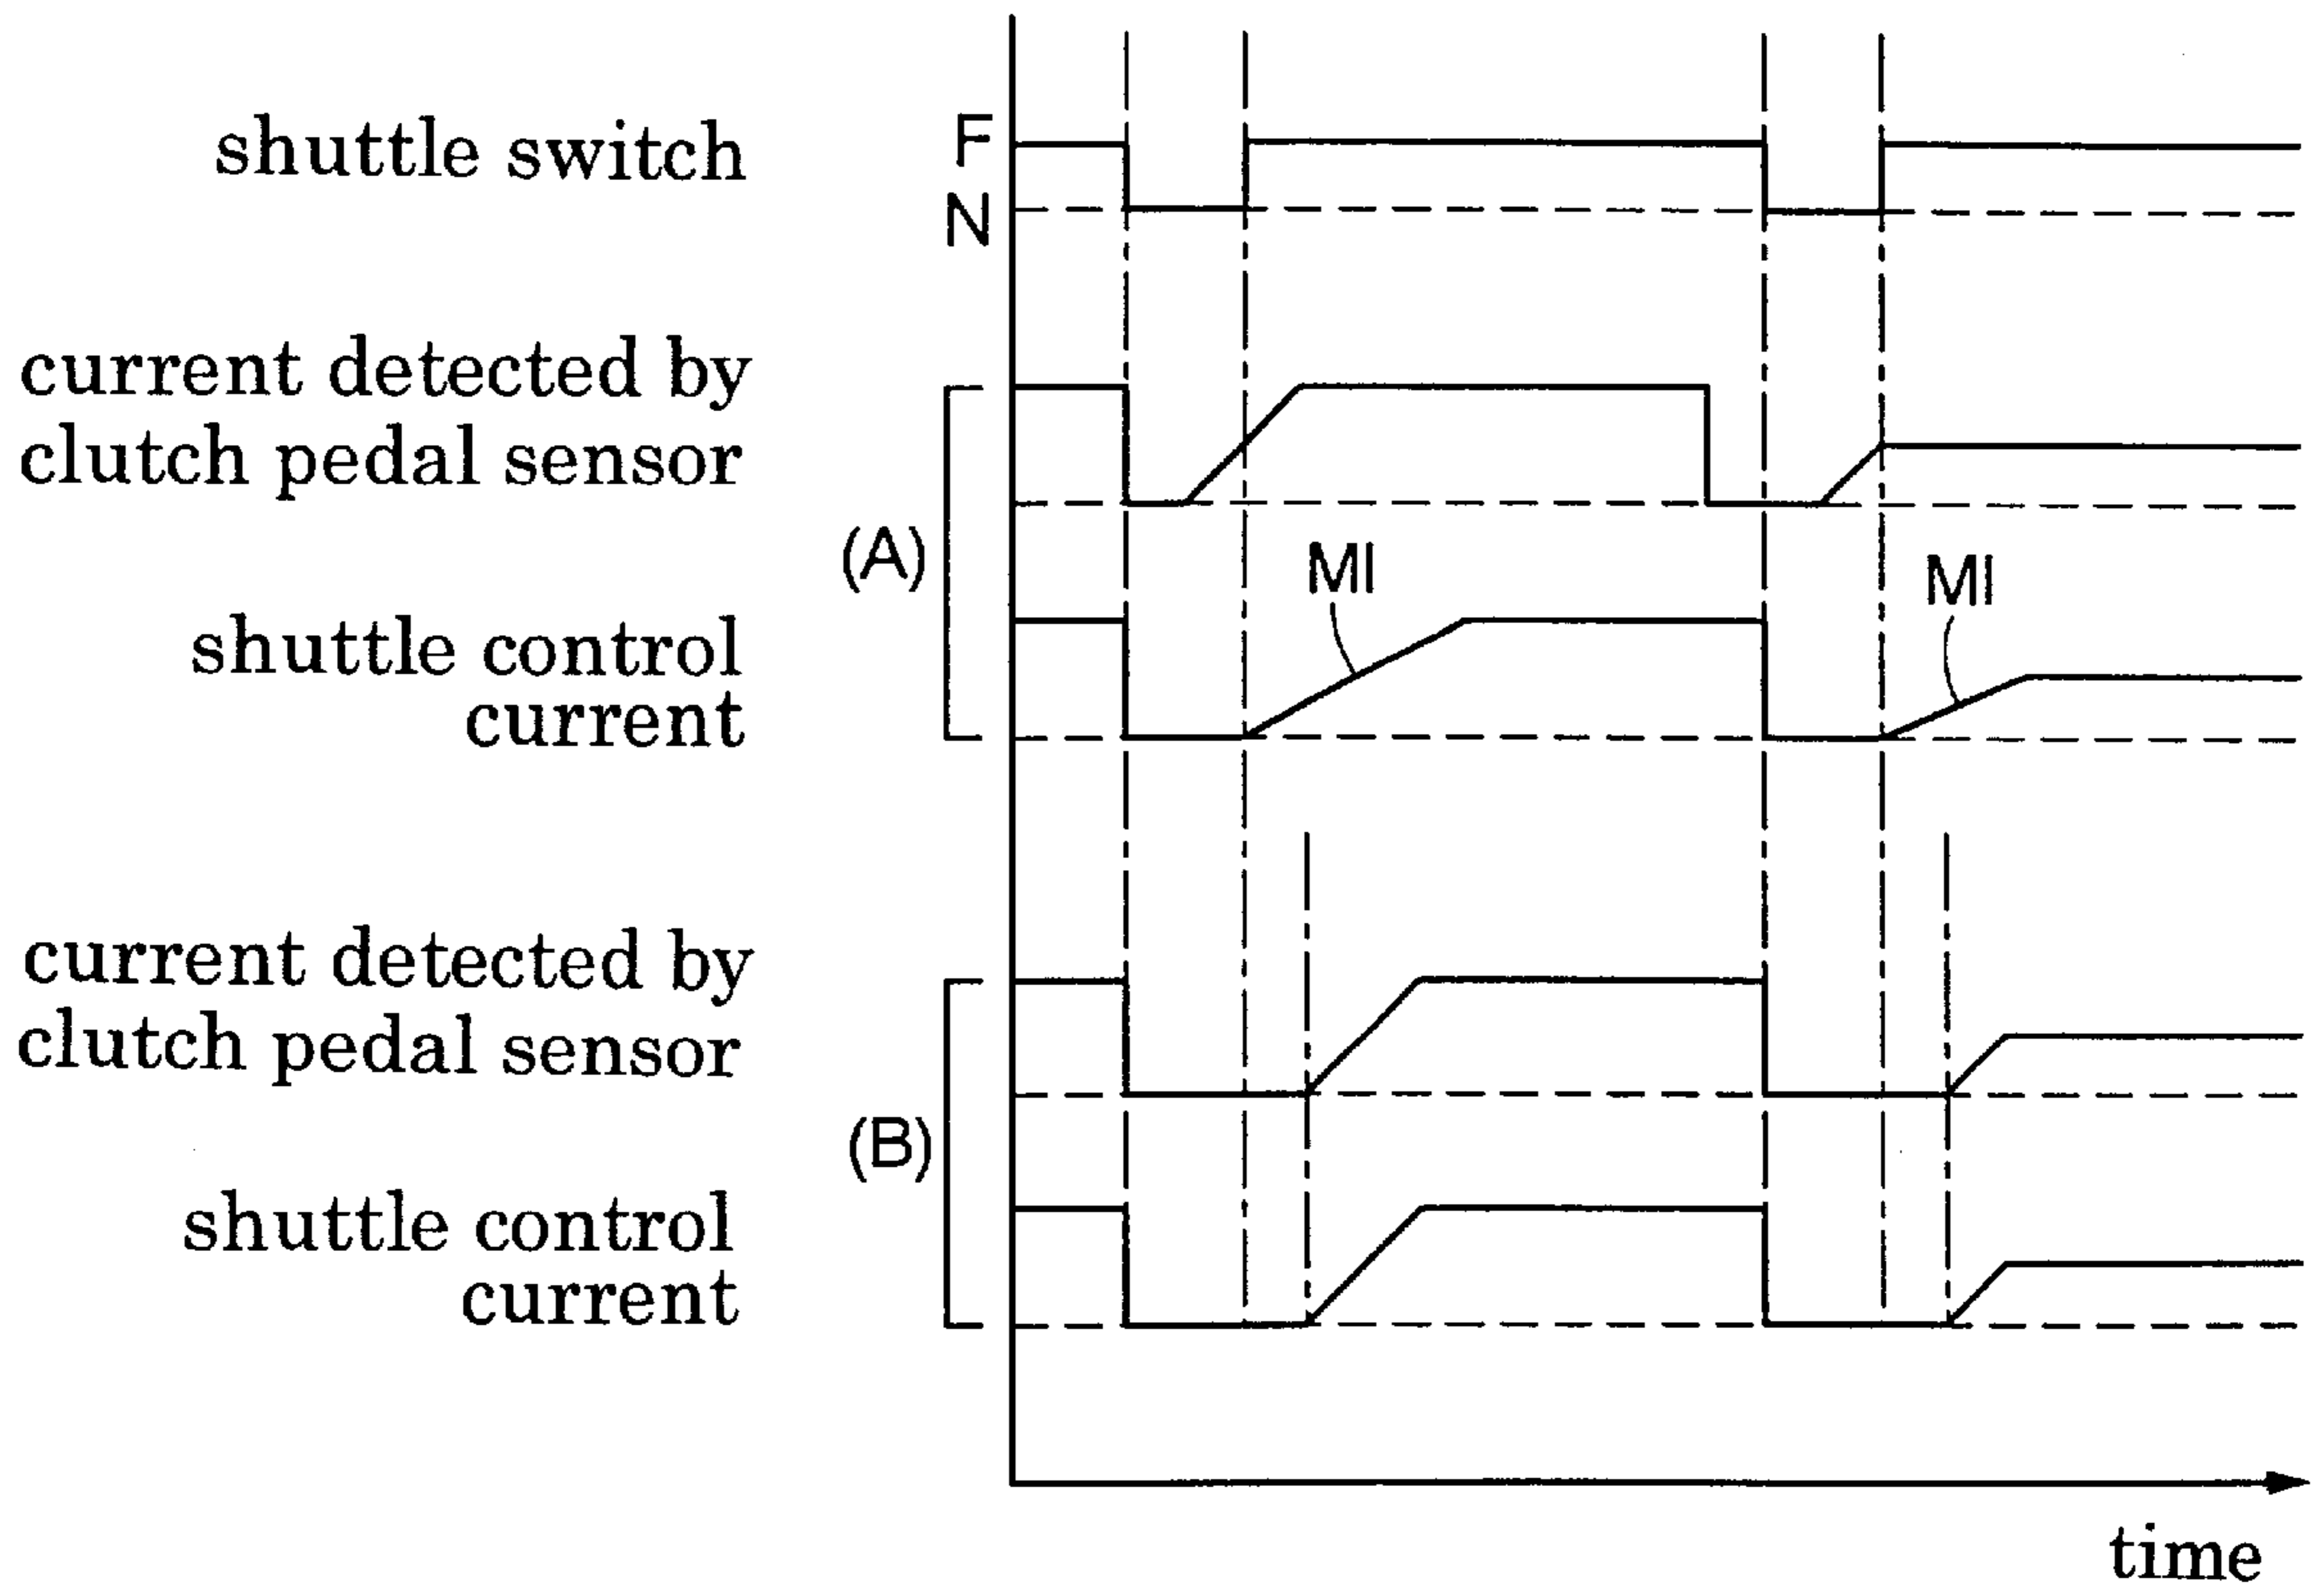 shuttle switch
F
N
current detected by
clutch pedal sensor
(A)
MI
MI
shuttle control
current
current detected by
clutch pedal sensor
(B)
shuttle control
current
time